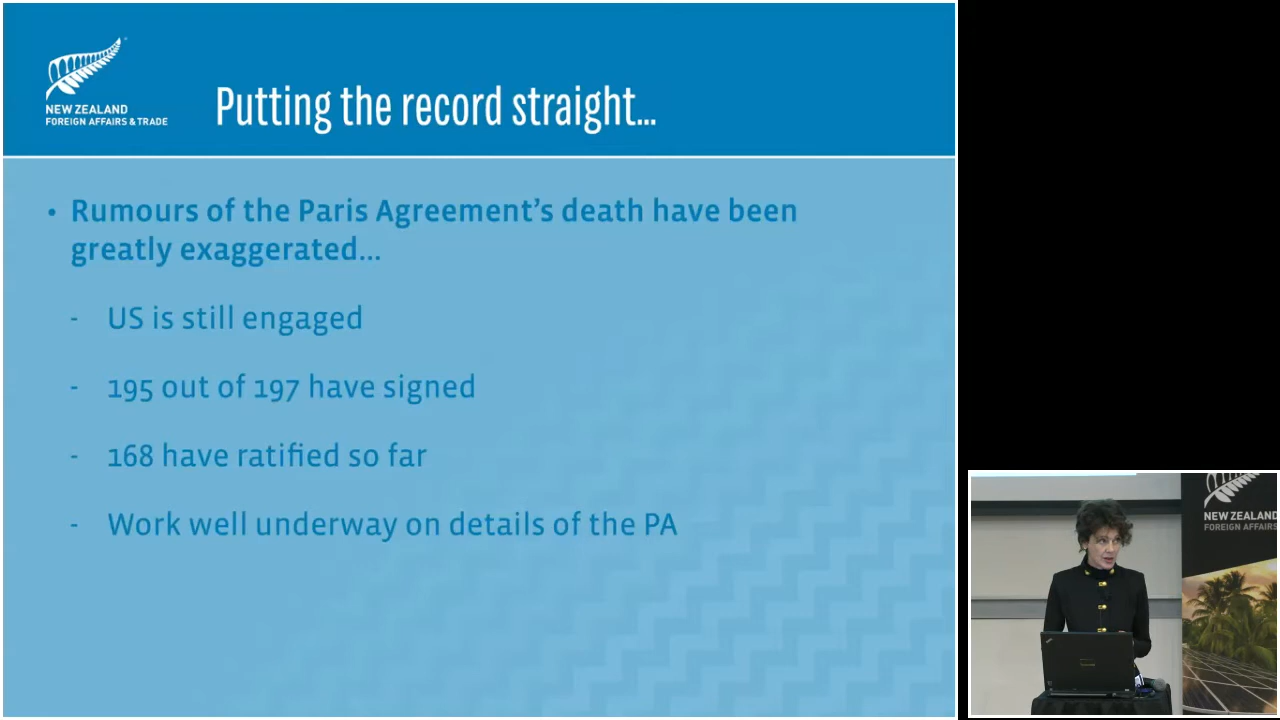 NEW ZEALAND
FOREIGN AFFAIRS & TRADE
Putting the record straight...
• Rumours of the Paris Agreement's death have been
greatly exaggerated...
- US is still engaged
- 195 out of 197 have signed
- 168 have ratified so far
- Work well underway on details of the PA
NEW ZEALAND
FOREIGN AFFAIRS